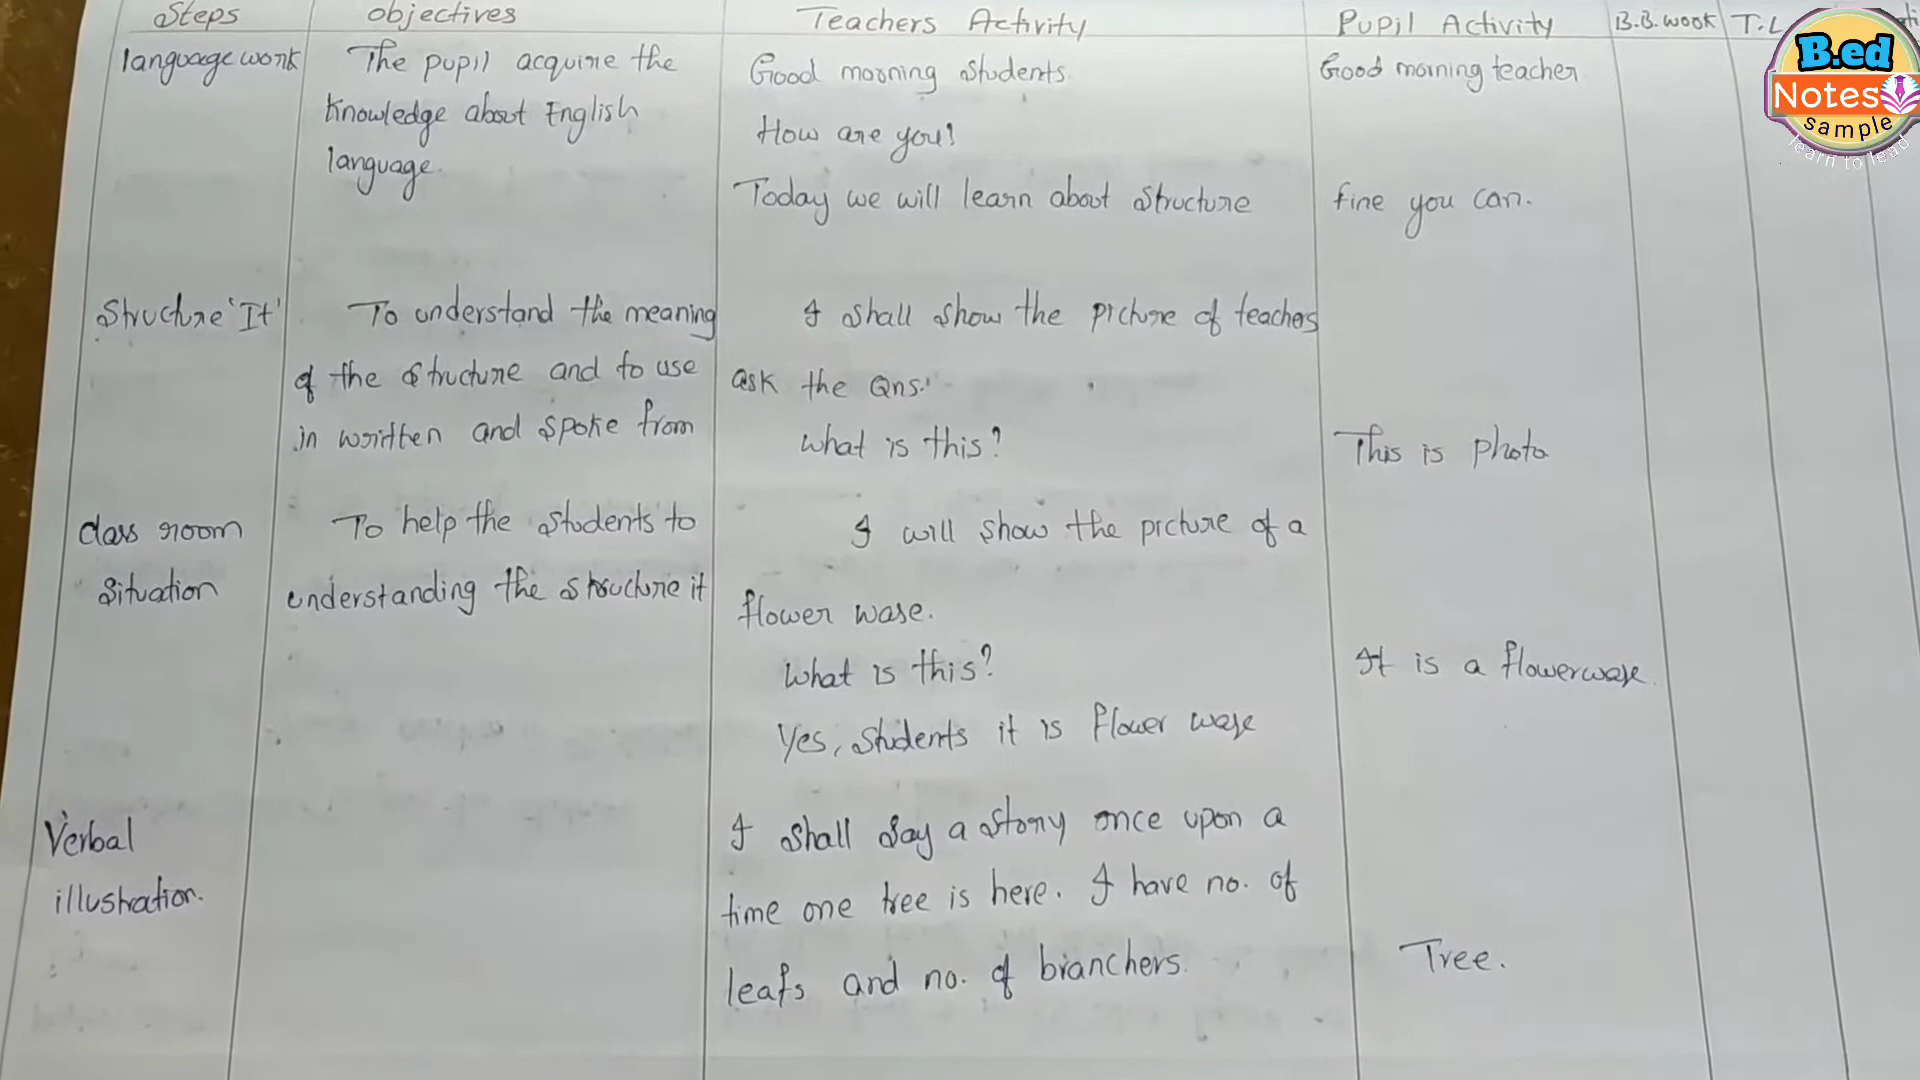 Steps
objectives
Teachers Activity
Pupil Activity
B.B. wook
T.L
language work
The pupil acquire the
knowledge about English
language.
Good morning students
How are you?
Today we will learn about structure
Good morning teacher
fine you can.
Structure 'It'
To understand the meaning
of the structure and to use
in written and spoke from
I shall show the picture of teachers
ask the Qns.
What is this?
This is photo
Class room
Situation
To help the students to
understanding the structure it
I will show the picture of a
flower wase.
What is this?
Yes, students it is flower wase
It is a flowerwase.
Verbal
illustration.
I shall say a story once upon a
time one tree is here. I have no. of
leafs and no. of branchers.
Tree.
B.ed
Notes
sample
learn to lead